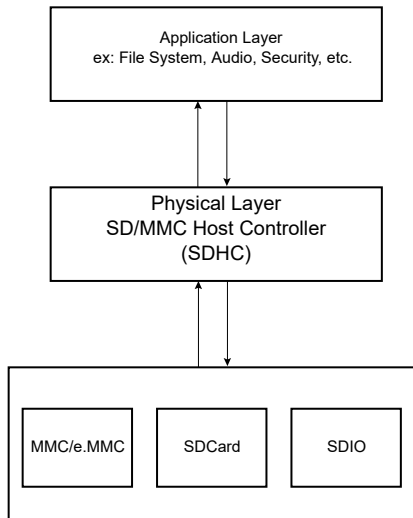 Application Layer
ex: File System, Audio, Security, etc.
Physical Layer
SD/MMC Host Controller
(SDHC)
MMC/e.MMC
SDCard
SDIO